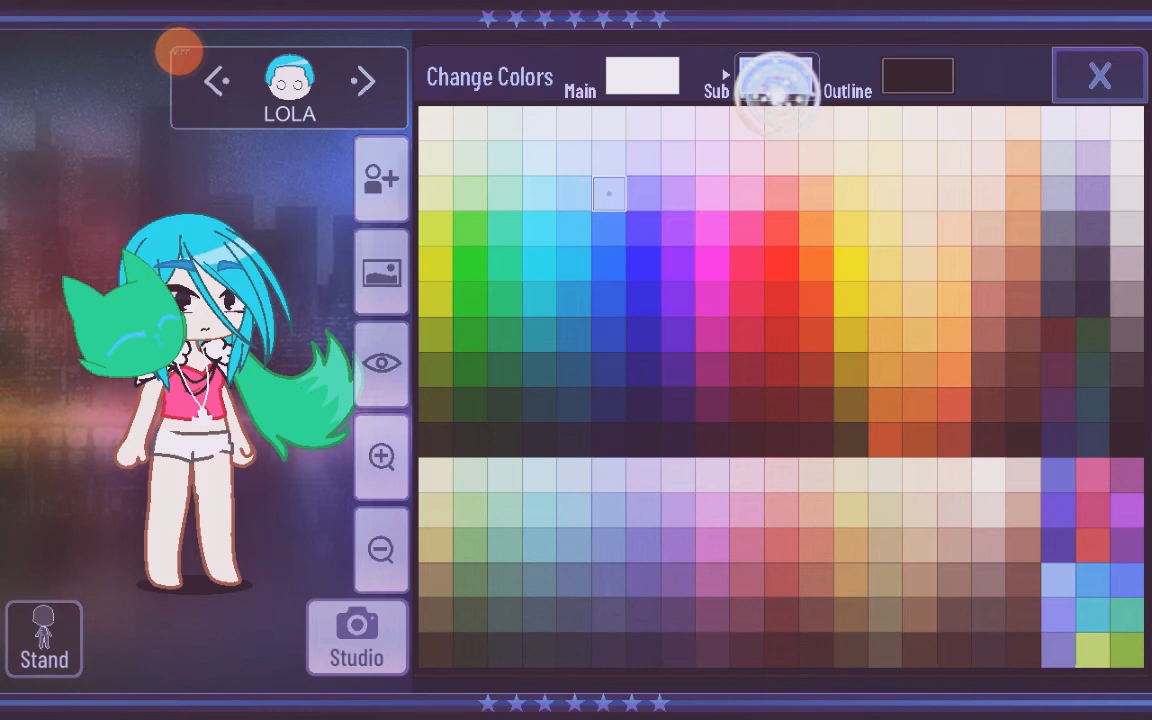 LOLA
Change Colors
Main
Sub
Outline
X
Stand
Studio